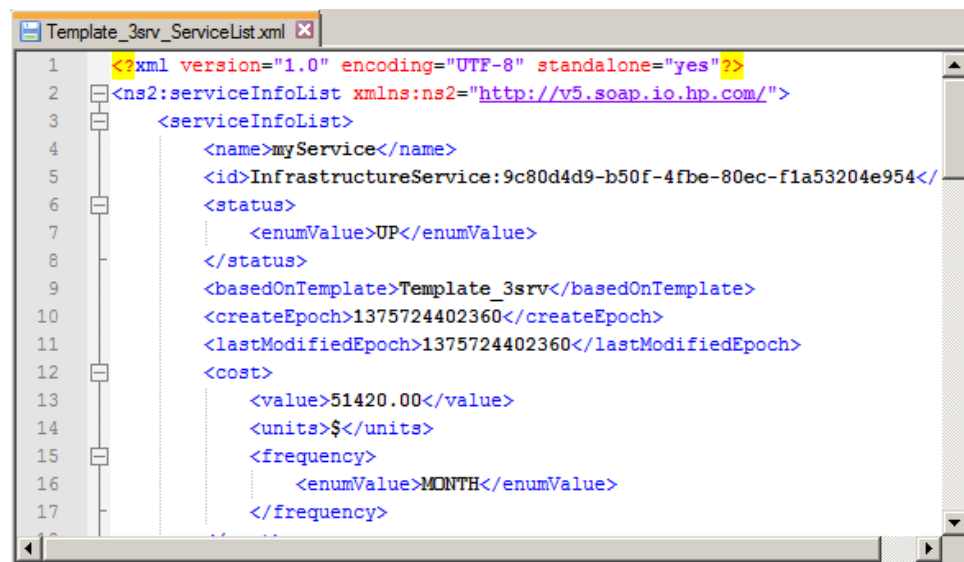 Template_3srv_ServiceList.xml
1 <?xml version="1.0" encoding="UTF-8" standalone="yes"?>
2 <ns2:serviceInfoList xmlns:ns2="http://v5.soap.io.hp.com/">
3 <serviceInfoList>
4 <name>myService</name>
5 <id>InfrastructureService:9c80d4d9-b50f-4fbe-80ec-f1a53204e954</
6 <status>
7 <enumValue>UP</enumValue>
8 </status>
9 <basedOnTemplate>Template_3srv</basedOnTemplate>
10 <createEpoch>1375724402360</createEpoch>
11 <lastModifiedEpoch>1375724402360</lastModifiedEpoch>
12 <cost>
13 <value>51420.00</value>
14 <units>$</units>
15 <frequency>
16 <enumValue>MONTH</enumValue>
17 </frequency>